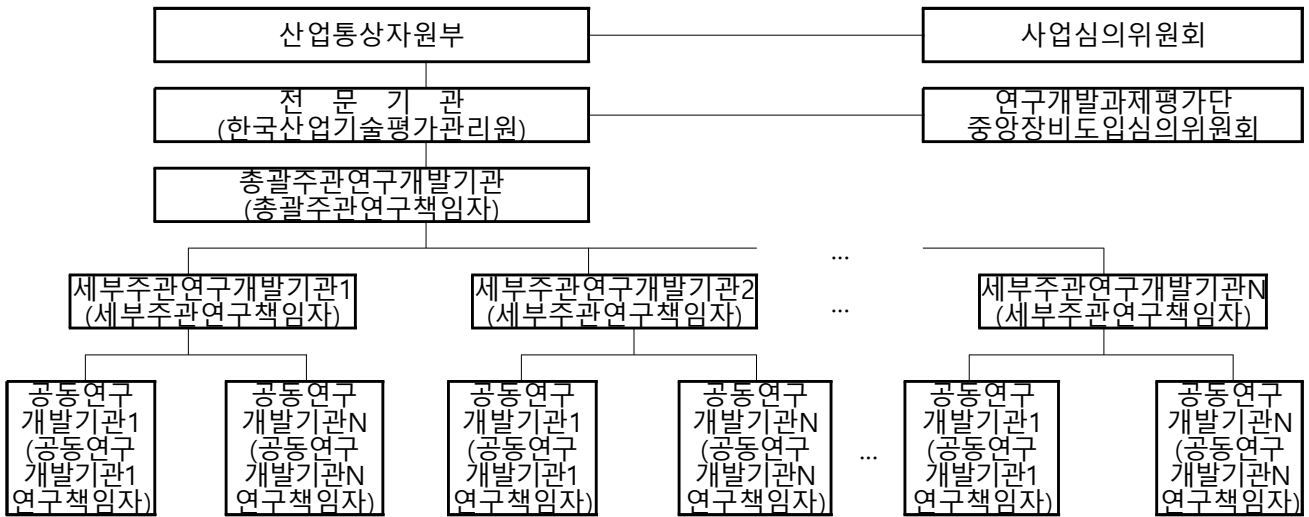 산업통상자원부
사업심의위원회
전 문 기 관
(한국산업기술평가관리원)
연구개발과제평가단
중앙장비도입심의위원회
총괄주관연구개발기관
(총괄주관연구책임자)
...
세부주관연구개발기관1
(세부주관연구책임자)
세부주관연구개발기관2
(세부주관연구책임자)
...
세부주관연구개발기관N
(세부주관연구책임자)
공동연구
개발기관1
(공동연구
개발기관1
연구책임자)
공동연구
개발기관N
(공동연구
개발기관N
연구책임자)
공동연구
개발기관1
(공동연구
개발기관1
연구책임자)
공동연구
개발기관N
(공동연구
개발기관N
연구책임자)
...
공동연구
개발기관1
(공동연구
개발기관1
연구책임자)
공동연구
개발기관N
(공동연구
개발기관N
연구책임자)